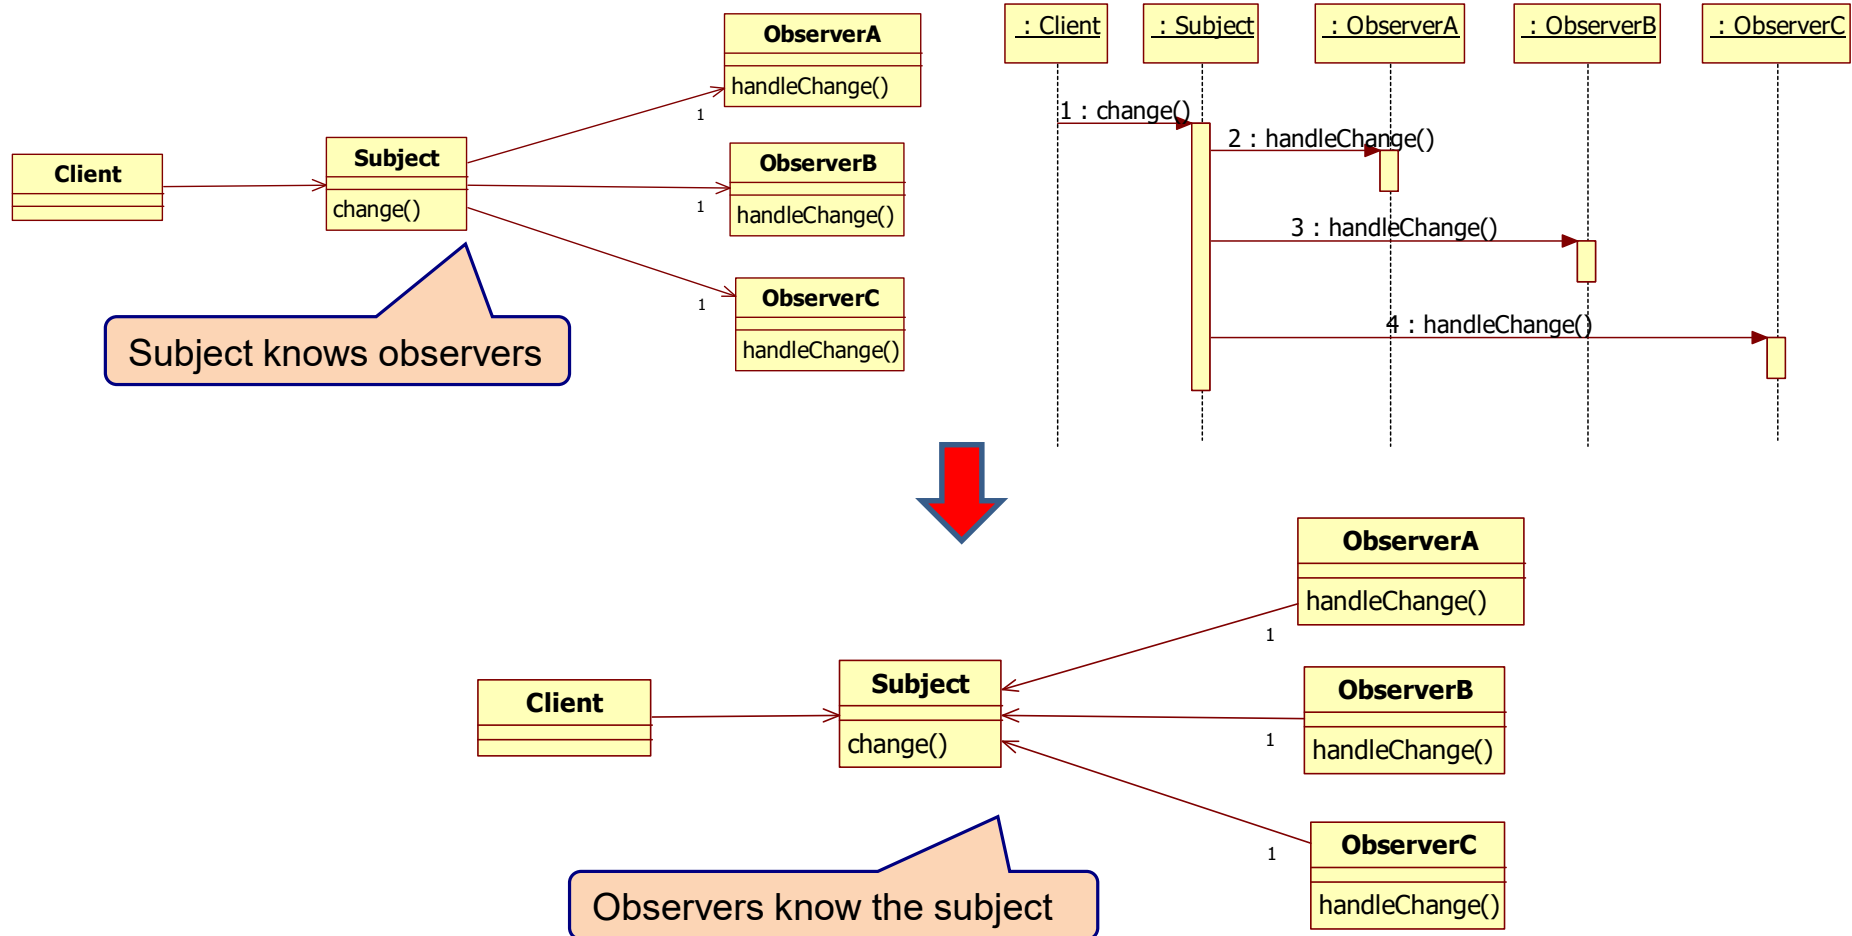 ObserverA
handleChange()
1
Client
Subject
change()
ObserverB
handleChange()
1
ObserverC
handleChange()
1
Subject knows observers
: Client
: Subject
: ObserverA
: ObserverB
: ObserverC
1 : change()
2 : handleChange()
3 : handleChange()
4 : handleChange()
ObserverA
handleChange()
1
Client
Subject
change()
ObserverB
handleChange()
1
ObserverC
handleChange()
1
Observers know the subject